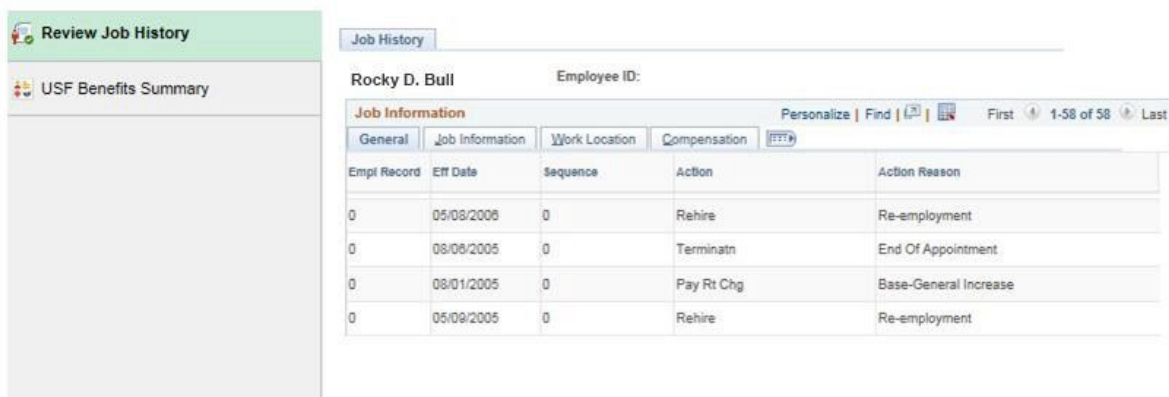 Review Job History
USF Benefits Summary
Job History
Rocky D. Bull Employee ID:
Job Information Personalize | Find | | First 1-58 of 58 Last
General Job Information Work Location Compensation
Empl Record Eff Date Sequence Action Action Reason
0 05/08/2006 0 Rehire Re-employment
0 08/06/2005 0 Terminatn End Of Appointment
0 08/01/2005 0 Pay Rt Chg Base-General Increase
0 05/09/2005 0 Rehire Re-employment